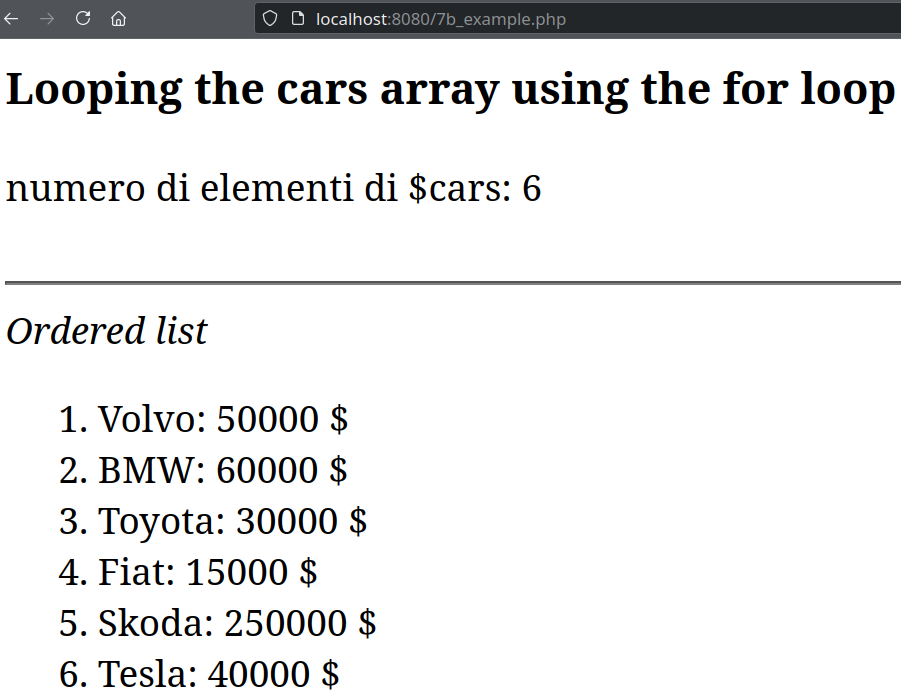 localhost:8080/7b_example.php
Looping the cars array using the for loop
numero di elementi di $cars: 6
Ordered list
1. Volvo: 50000 $
2. BMW: 60000 $
3. Toyota: 30000 $
4. Fiat: 15000 $
5. Skoda: 250000 $
6. Tesla: 40000 $